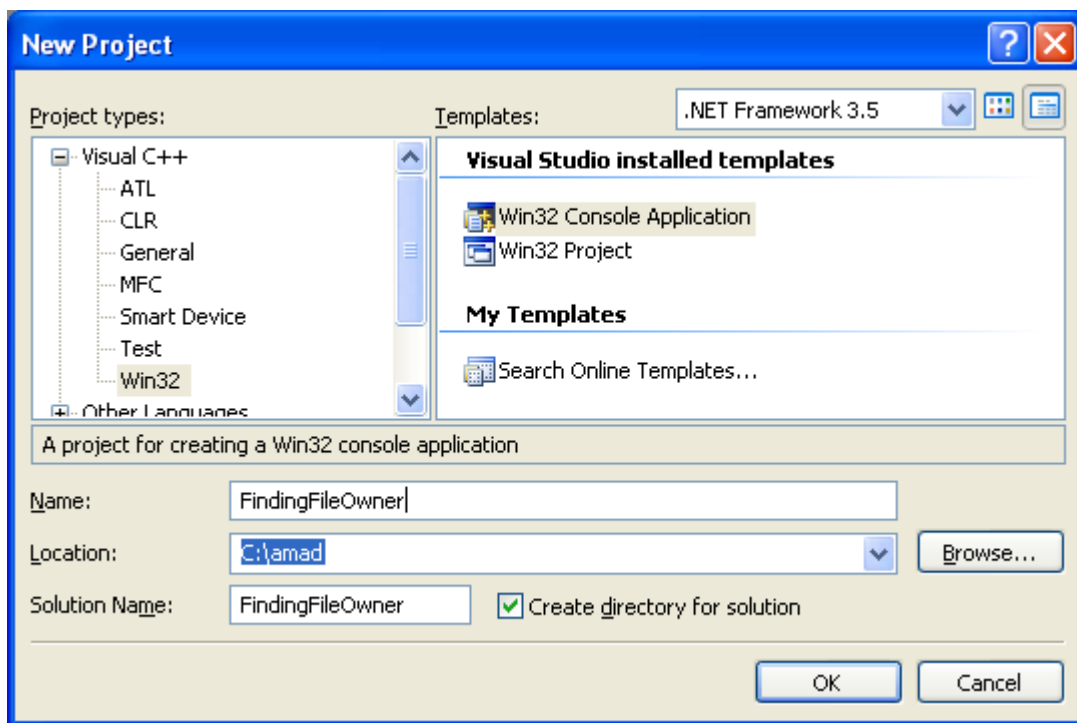 New Project
Project types:
Templates:
.NET Framework 3.5
Visual C++
ATL
CLR
General
MFC
Smart Device
Test
Win32
Other Languages
Visual Studio installed templates
Win32 Console Application
Win32 Project
My Templates
Search Online Templates...
A project for creating a Win32 console application
Name:
FindingFileOwner
Location:
C:\amad
Browse...
Solution Name:
FindingFileOwner
Create directory for solution
OK
Cancel